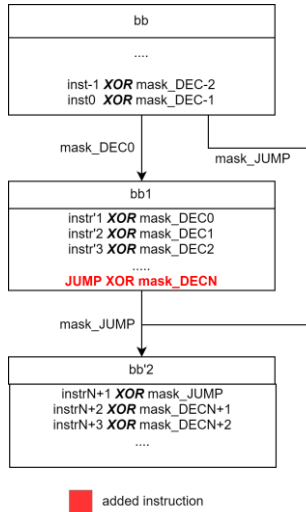 bb
....
inst-1 XOR mask_DEC-2
inst0 XOR mask_DEC-1
mask_DEC0
mask_JUMP
bb1
instr'1 XOR mask_DEC0
instr'2 XOR mask_DEC1
instr'3 XOR mask_DEC2
.....
JUMP XOR mask_DECN
mask_JUMP
bb'2
instrN+1 XOR mask_JUMP
instrN+2 XOR mask_DECN+1
instrN+3 XOR mask_DECN+2
....
added instruction